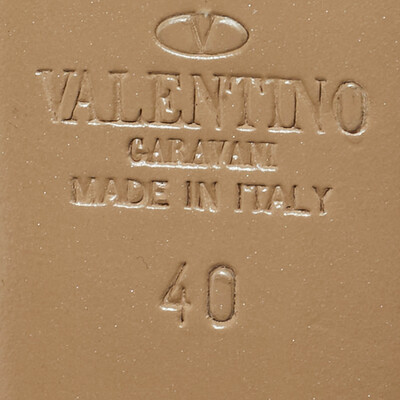 V
VALENTINO
GARAVANI
MADE IN ITALY
40